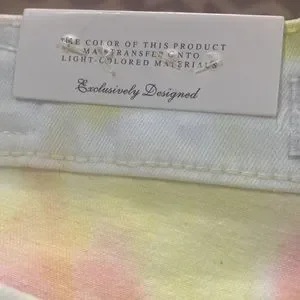 THE COLOR OF THIS PRODUCT
MAY TRANSFER ONTO
LIGHT-COLORED MATERIALS
Exclusively Designed